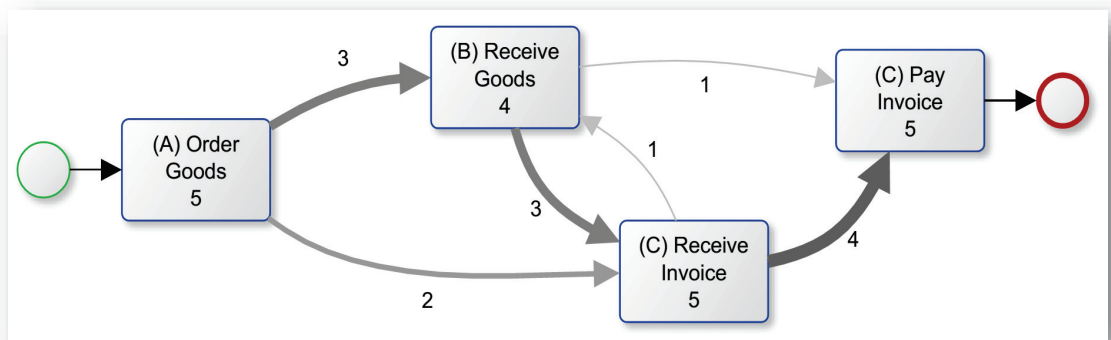 (A) Order
Goods
5
3
(B) Receive
Goods
4
2
3
1
(C) Receive
Invoice
5
1
4
(C) Pay
Invoice
5